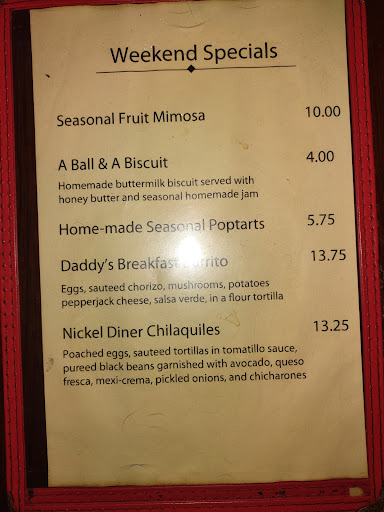 Weekend Specials
Seasonal Fruit Mimosa 10.00
A Ball & A Biscuit 4.00
Homemade buttermilk biscuit served with
honey butter and seasonal homemade jam
Home-made Seasonal Poptarts 5.75
Daddy's Breakfast Burrito 13.75
Eggs, sauteed chorizo, mushrooms, potatoes
pepperjack cheese, salsa verde, in a flour tortilla
Nickel Diner Chilaquiles 13.25
Poached eggs, sauteed tortillas in tomatillo sauce,
pureed black beans garnished with avocado, queso
fresca, mexi-crema, pickled onions, and chicharones